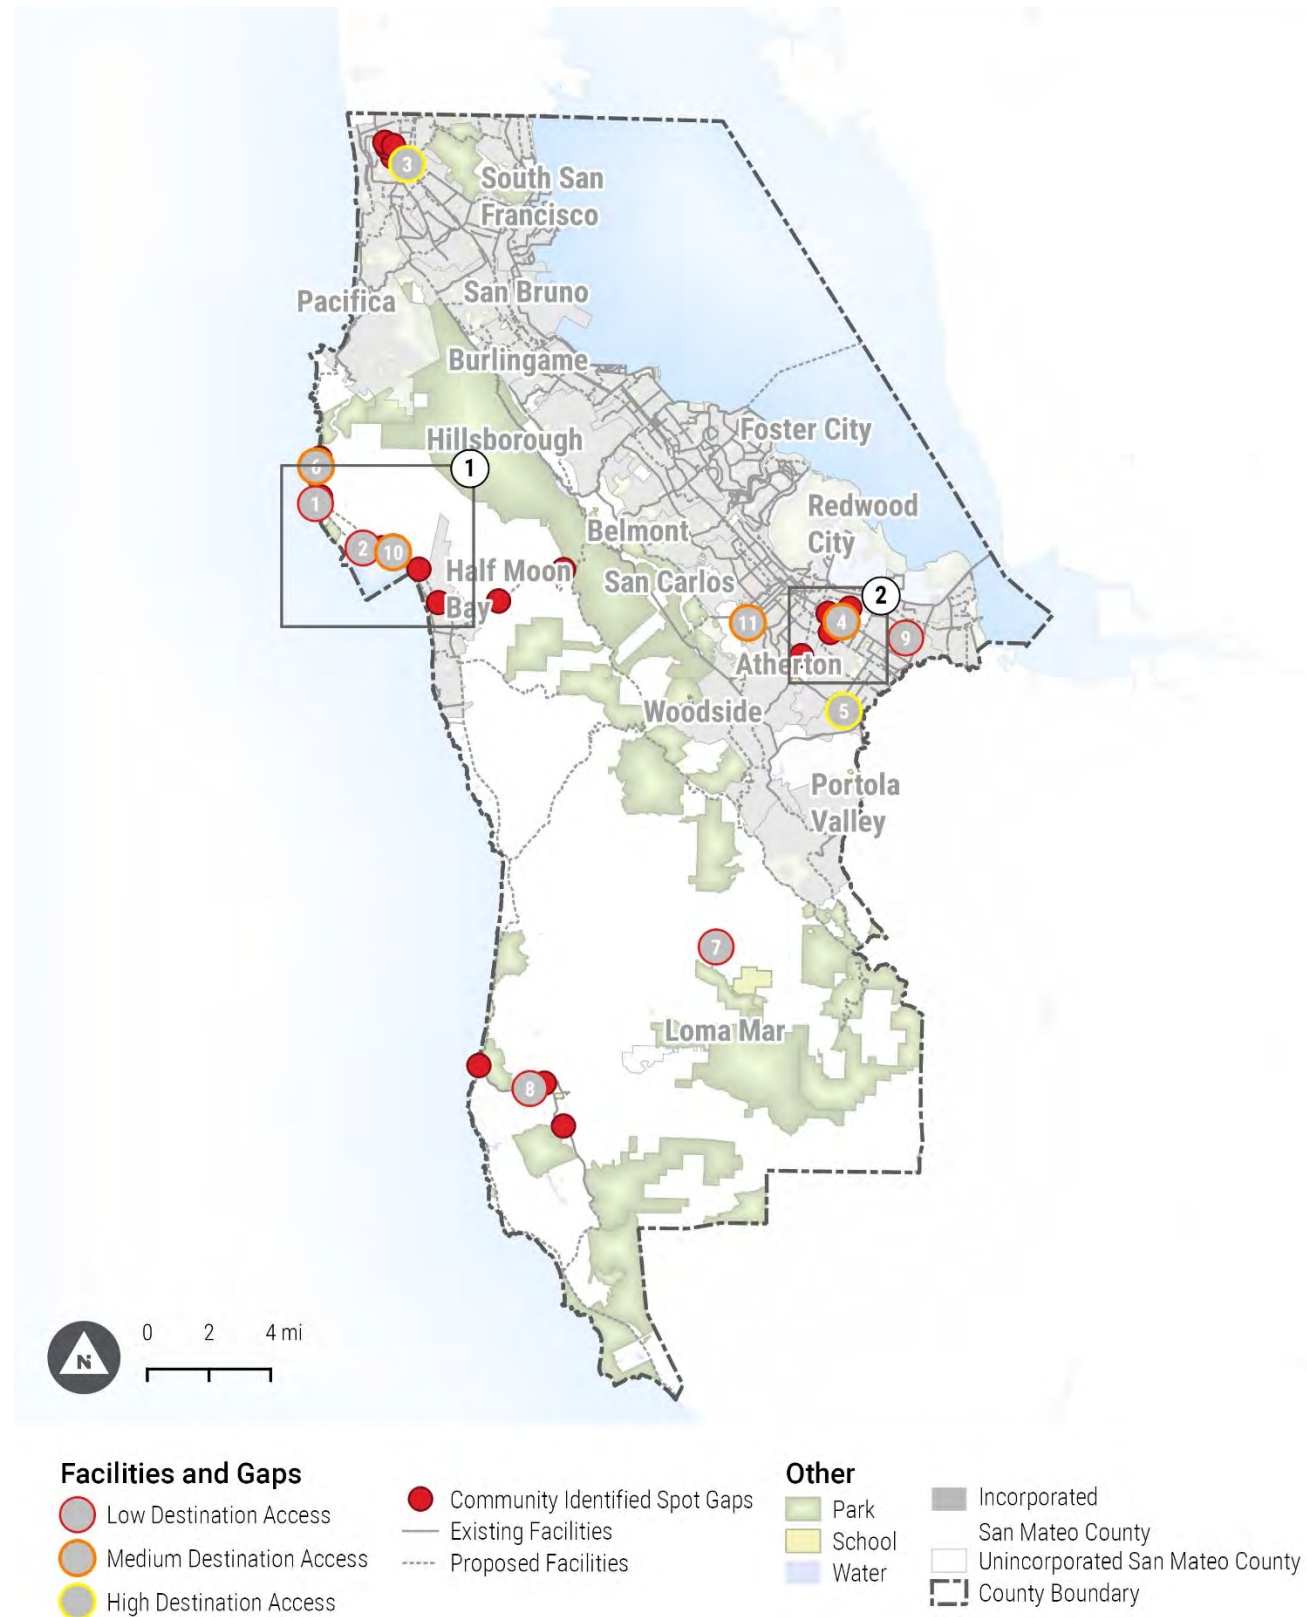 3
South San
Francisco
Pacifica
San Bruno
Burlingame
Foster City
Hillsborough
1
6
1
Redwood
City
Belmont
2
10
Half Moon
Bay
San Carlos
2
11
4
9
Atherton
Woodside
5
Portola
Valley
7
Loma Mar
8
N
0 2 4 mi
Facilities and Gaps
Low Destination Access
Medium Destination Access
High Destination Access
Community Identified Spot Gaps
Existing Facilities
Proposed Facilities
Other
Park
School
Water
Incorporated
San Mateo County
Unincorporated San Mateo County
County Boundary